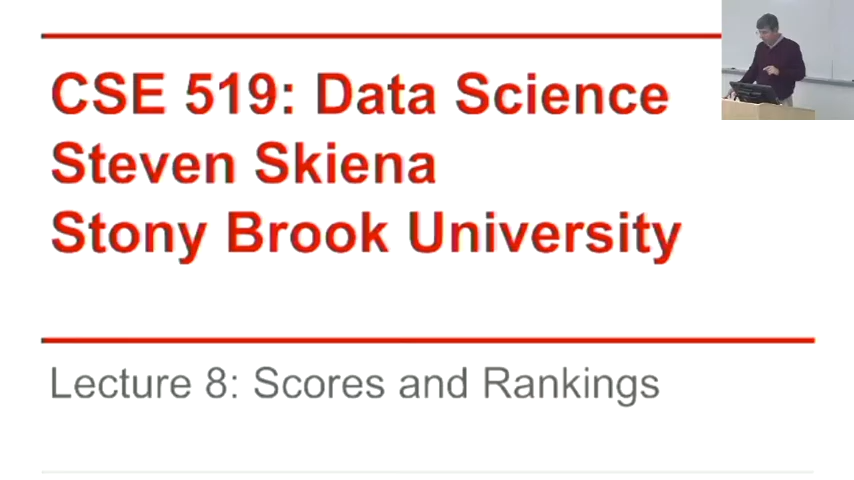 CSE 519: Data Science
Steven Skiena
Stony Brook University
Lecture 8: Scores and Rankings